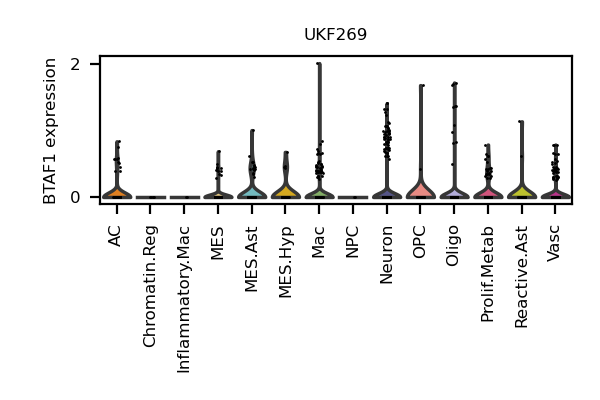 UKF269
BTAF1 expression
2
0
AC
Chromatin.Reg
Inflammatory.Mac
MES
MES.Ast
MES.Hyp
Mac
NPC
Neuron
OPC
Oligo
Prolif.Metab
Reactive.Ast
Vasc